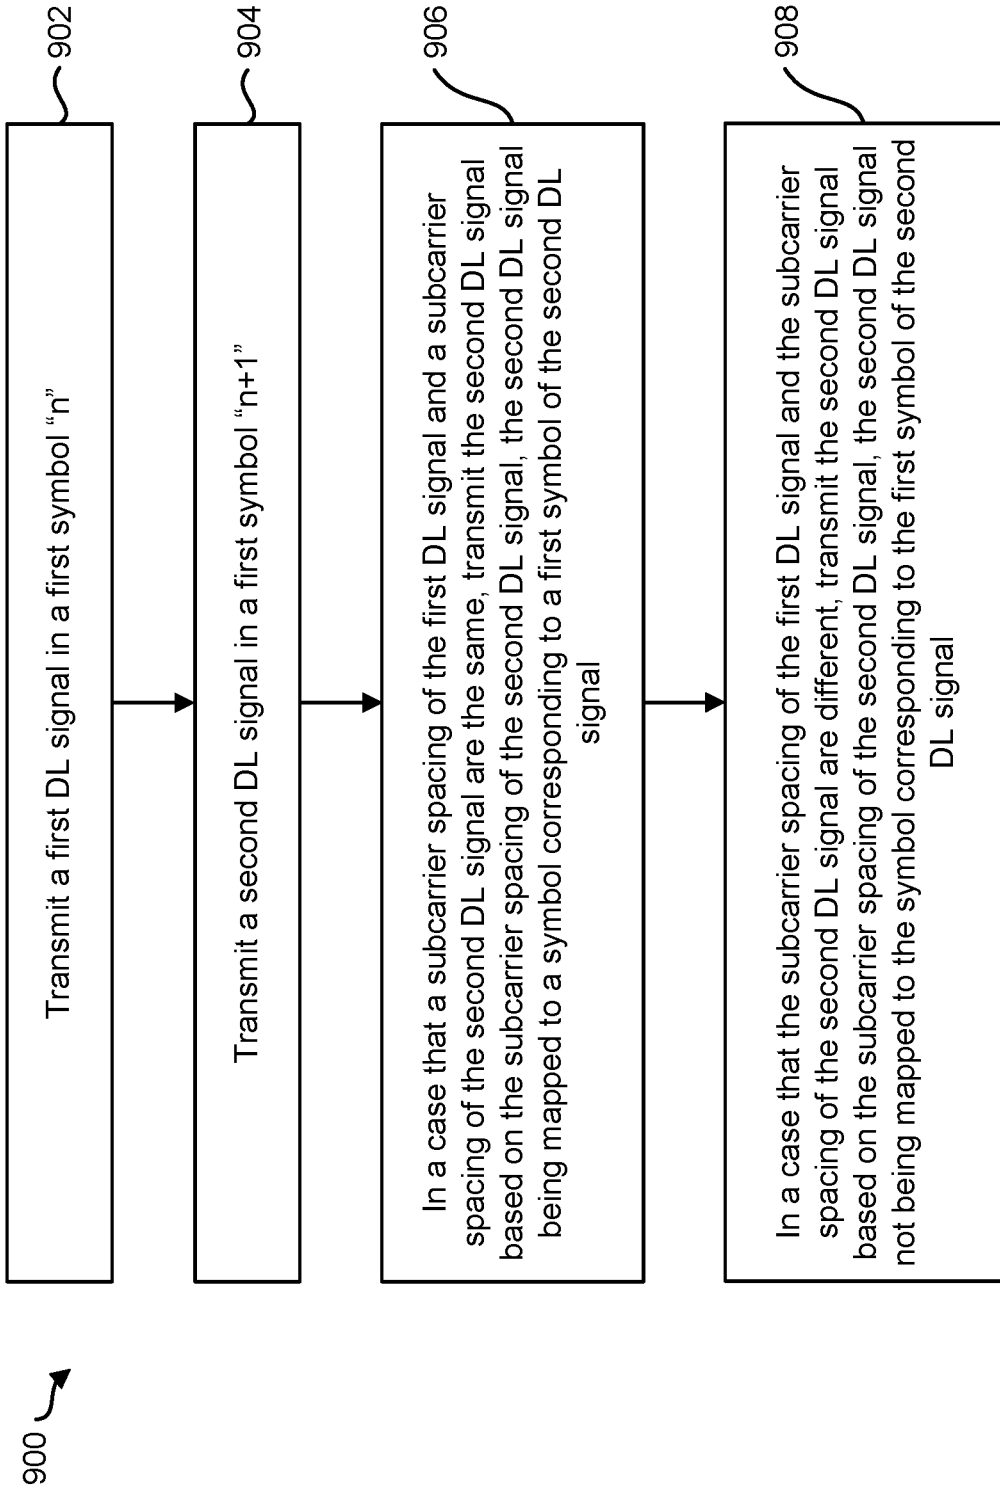 900
902
Transmit a first DL signal in a first symbol “n”
904
Transmit a second DL signal in a first symbol “n+1”
906
In a case that a subcarrier spacing of the first DL signal and a subcarrier
spacing of the second DL signal are the same, transmit the second DL signal
based on the subcarrier spacing of the second DL signal, the second DL signal
being mapped to a symbol corresponding to a first symbol of the second DL
signal
908
In a case that the subcarrier spacing of the first DL signal and the subcarrier
spacing of the second DL signal are different, transmit the second DL signal
based on the subcarrier spacing of the second DL signal, the second DL signal
not being mapped to the symbol corresponding to the first symbol of the second
DL signal